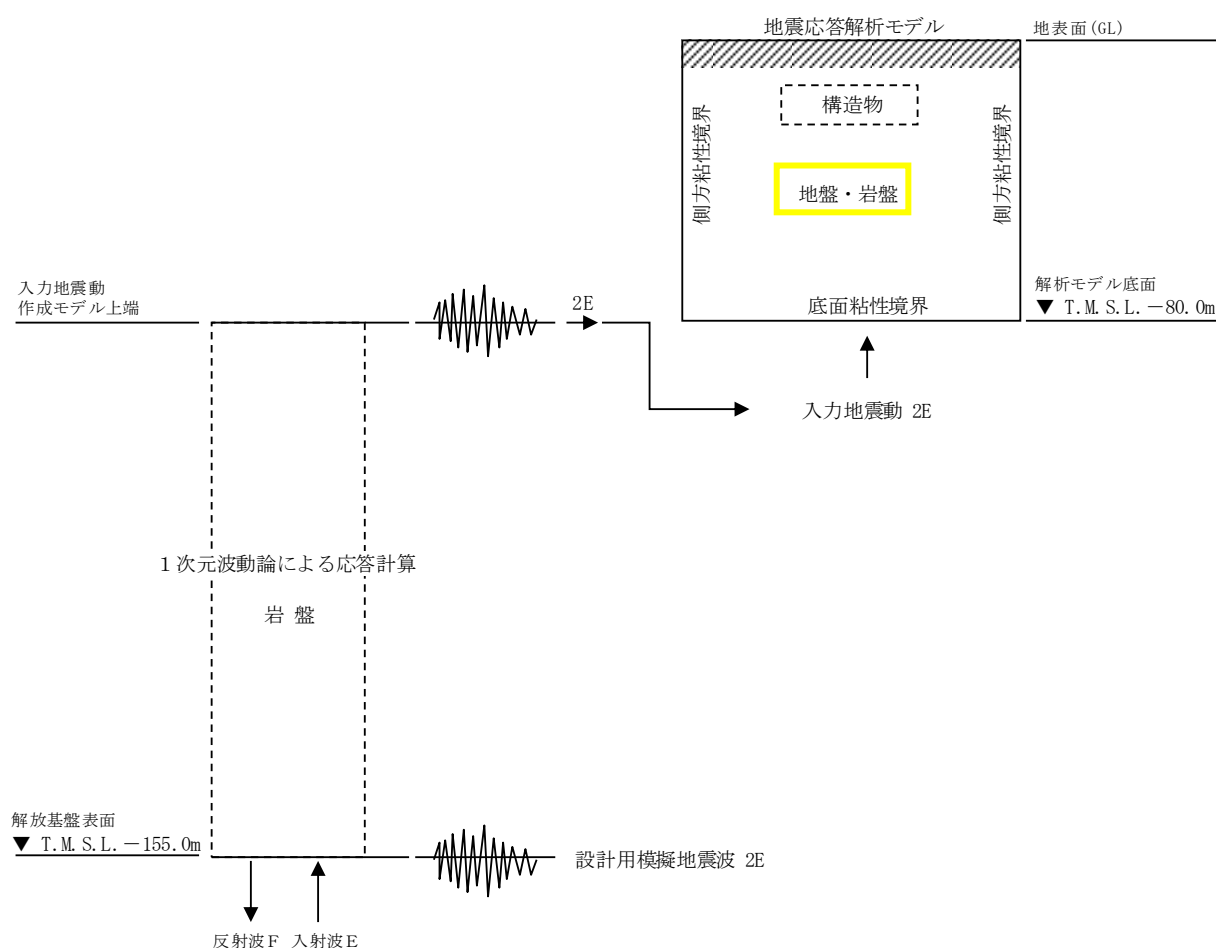 地震応答解析モデル
地表面(GL)
構造物
側方粘性境界
側方粘性境界
地盤・岩盤
底面粘性境界
解析モデル底面
▼ T.M.S.L.－80.0m
入力地震動
作成モデル上端
2E
入力地震動 2E
1次元波動論による応答計算
岩 盤
解放基盤表面
▼ T.M.S.L.－155.0m
設計用模擬地震波 2E
反射波F 入射波E